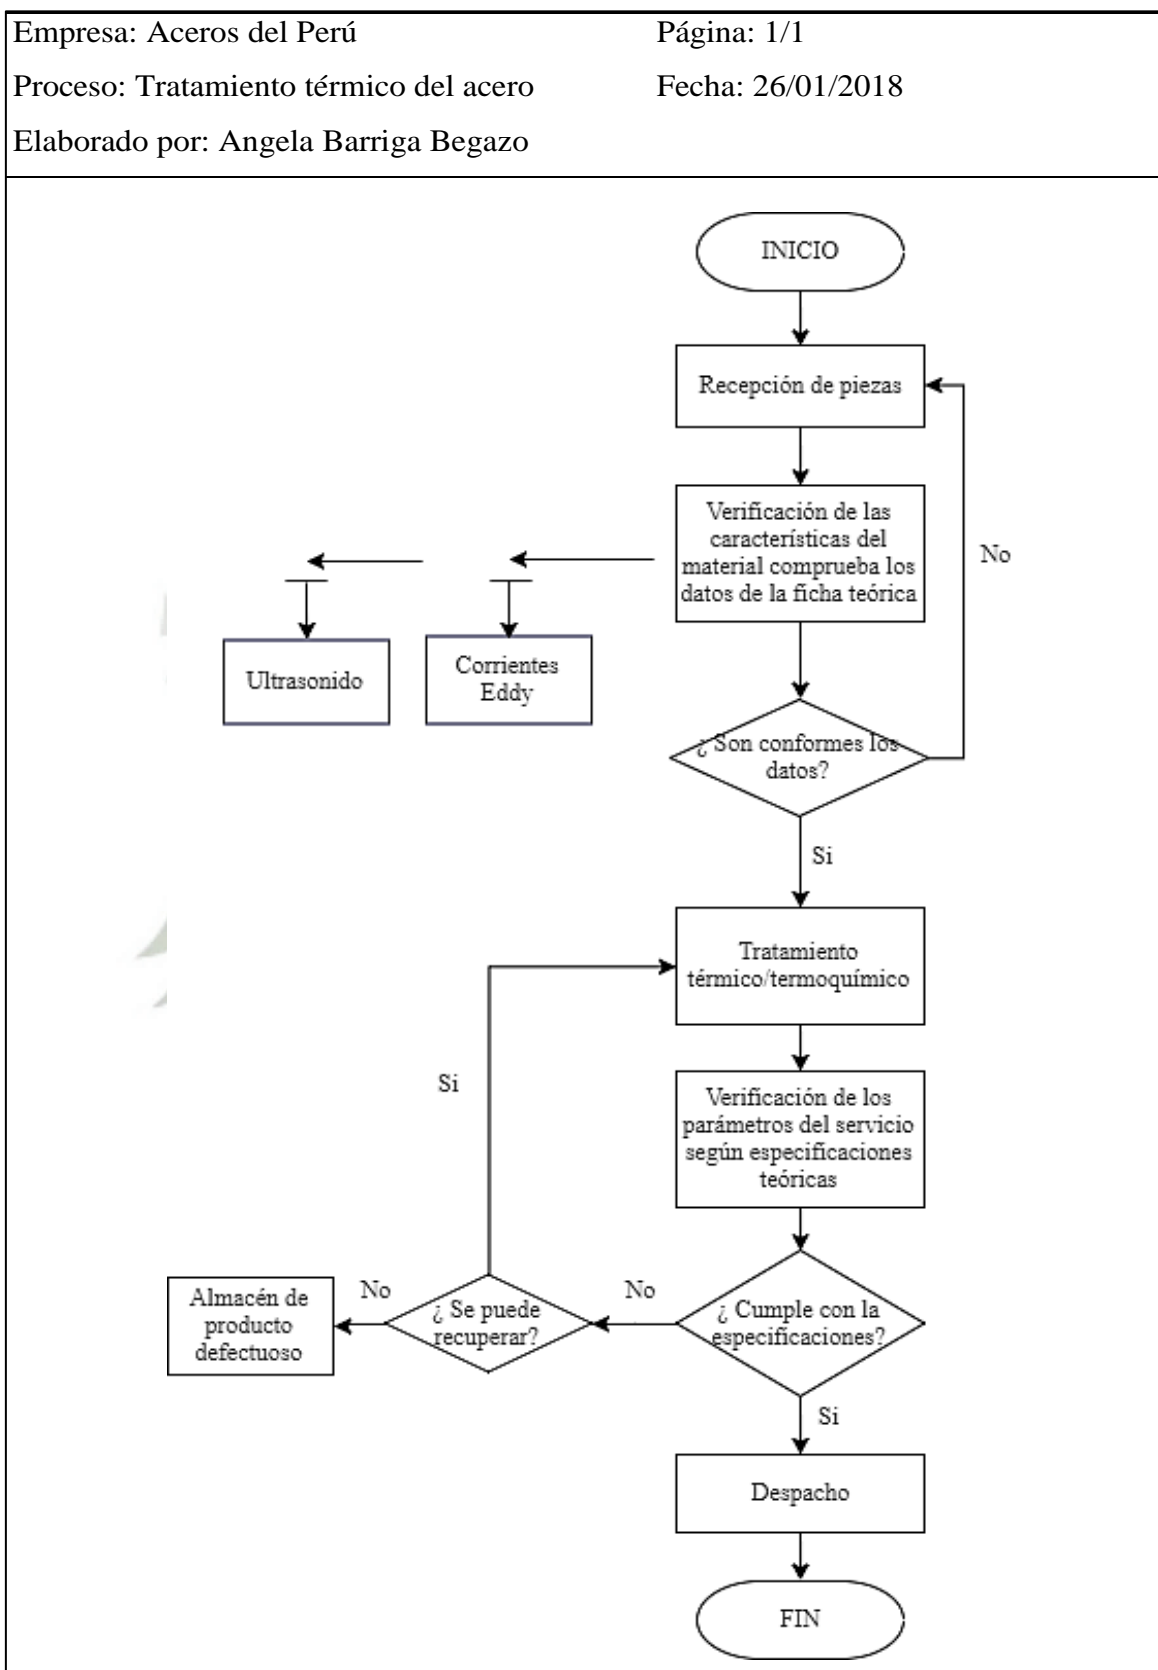 Empresa: Aceros del Perú
Página: 1/1
Proceso: Tratamiento térmico del acero
Fecha: 26/01/2018
Elaborado por: Angela Barriga Begazo
INICIO
Recepción de piezas
Verificación de las
características del
material comprueba los
datos de la ficha teórica
No
Ultrasonido
Corrientes
Eddy
¿ Son conformes los
datos?
Si
Tratamiento
térmico/termoquímico
Si
Verificación de los
parámetros del servicio
según especificaciones
teóricas
Almacén de
producto
defectuoso
No
¿ Se puede
recuperar?
No
¿ Cumple con la
especificaciones?
Si
Despacho
FIN